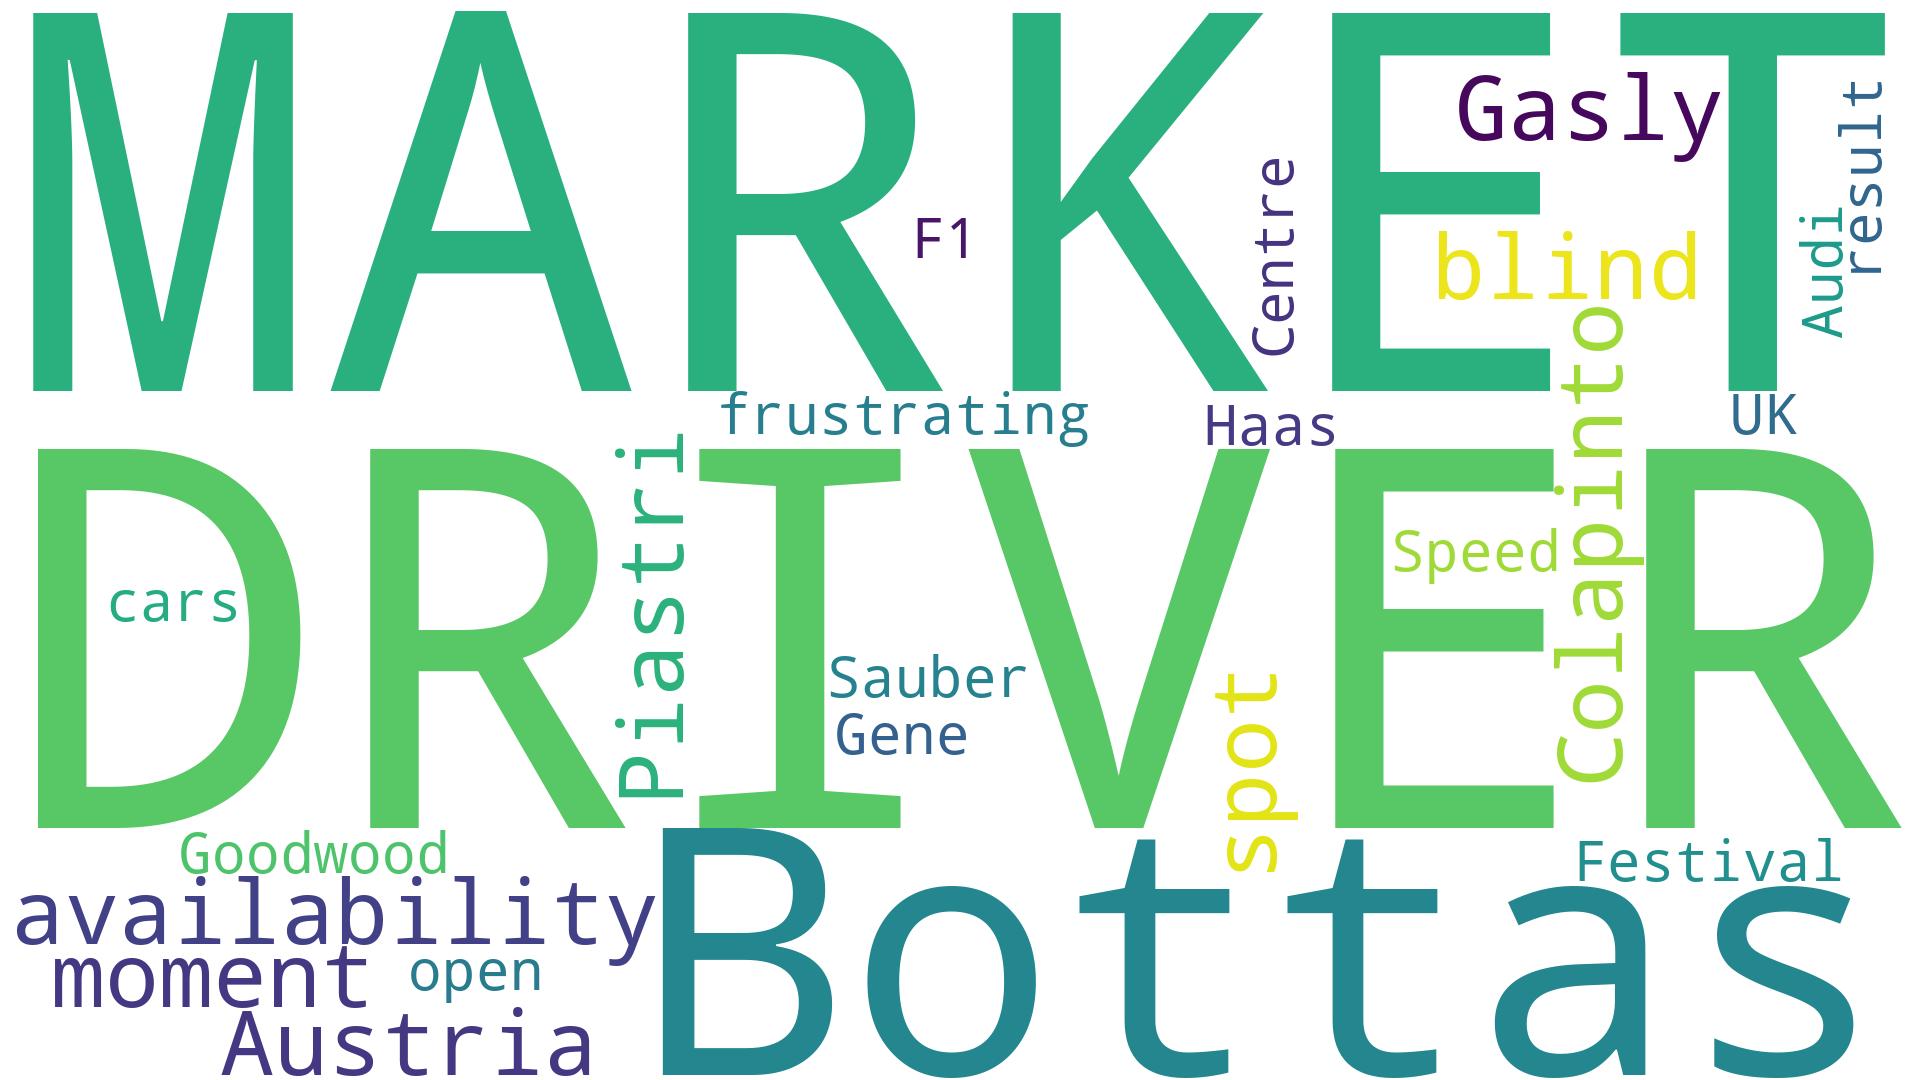 MARKET
Gasly
result
Centre
F1
blind
Audi
Colapinto
frustrating
Haas
UK
DRIVER
Piastri
Speed
cars
Sauber
Gene
spot
Goodwood
Bottas
Festival
availability
moment
open
Austria